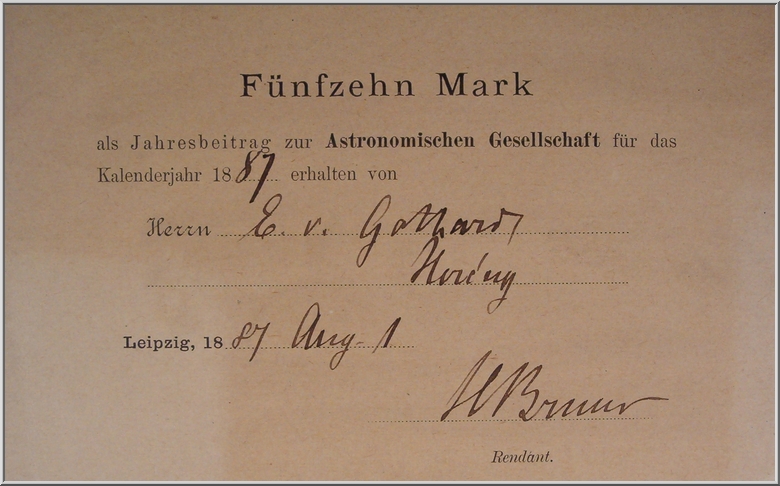 Fünfzehn Mark
als Jahresbeitrag zur Astronomischen Gesellschaft für das
Kalenderjahr 1887 erhalten von
Herrn E. v. Gothard
Herény
Leipzig, 1887 Aug. 1
Rendant.